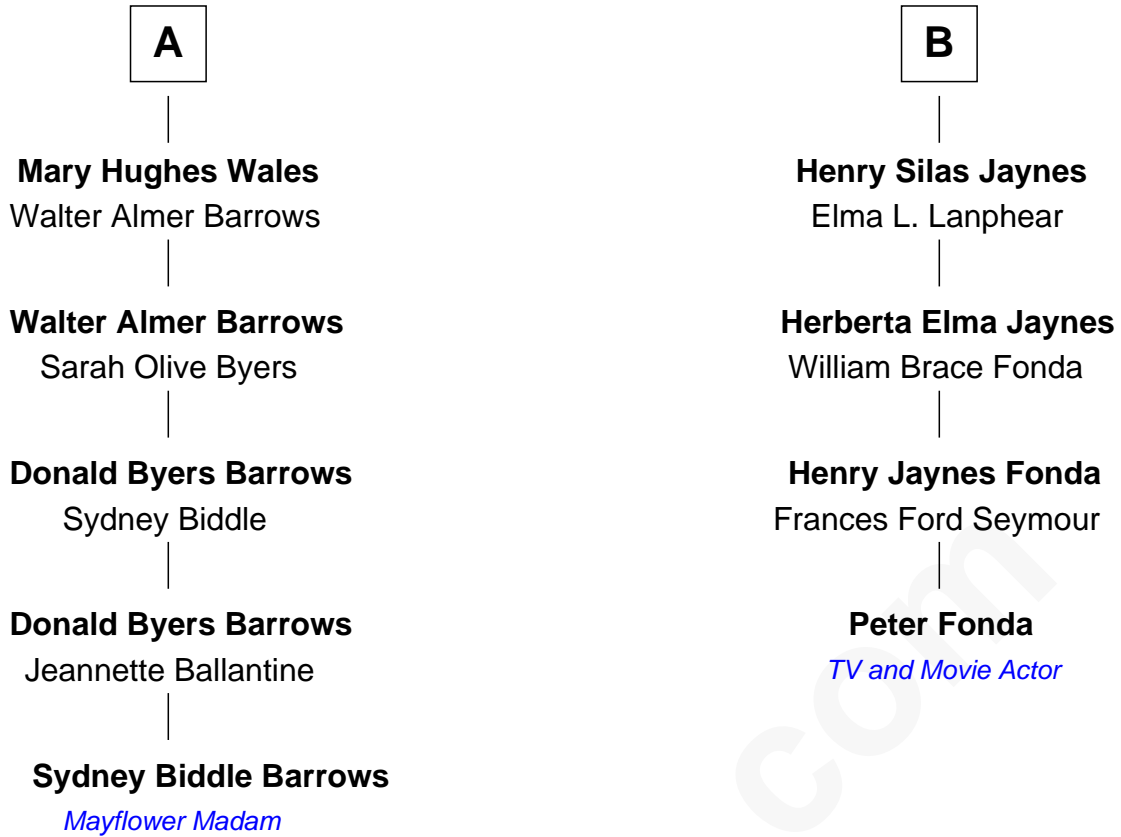 A
Mary Hughes Wales
Walter Almer Barrows
Walter Almer Barrows
Sarah Olive Byers
Donald Byers Barrows
Sydney Biddle
Donald Byers Barrows
Jeannette Ballantine
Sydney Biddle Barrows
Mayflower Madam
B
Henry Silas Jaynes
Elma L. Lanphear
Herberta Elma Jaynes
William Brace Fonda
Henry Jaynes Fonda
Frances Ford Seymour
Peter Fonda
TV and Movie Actor
com